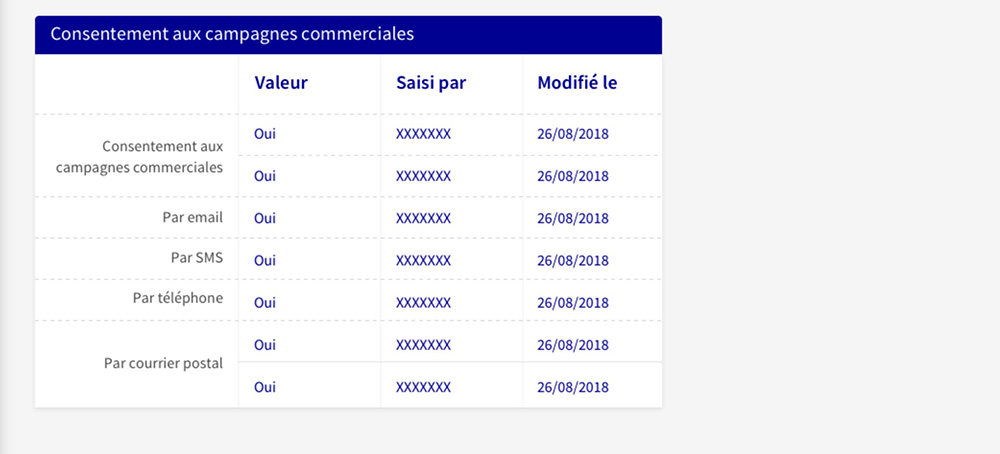 Consentement aux campagnes commerciales
Valeur Saisi par Modifié le
Consentement aux
campagnes commerciales
Oui XXXXXXX 26/08/2018
Oui XXXXXXX 26/08/2018
Par email Oui XXXXXXX 26/08/2018
Par SMS Oui XXXXXXX 26/08/2018
Par téléphone Oui XXXXXXX 26/08/2018
Par courrier postal
Oui XXXXXXX 26/08/2018
Oui XXXXXXX 26/08/2018